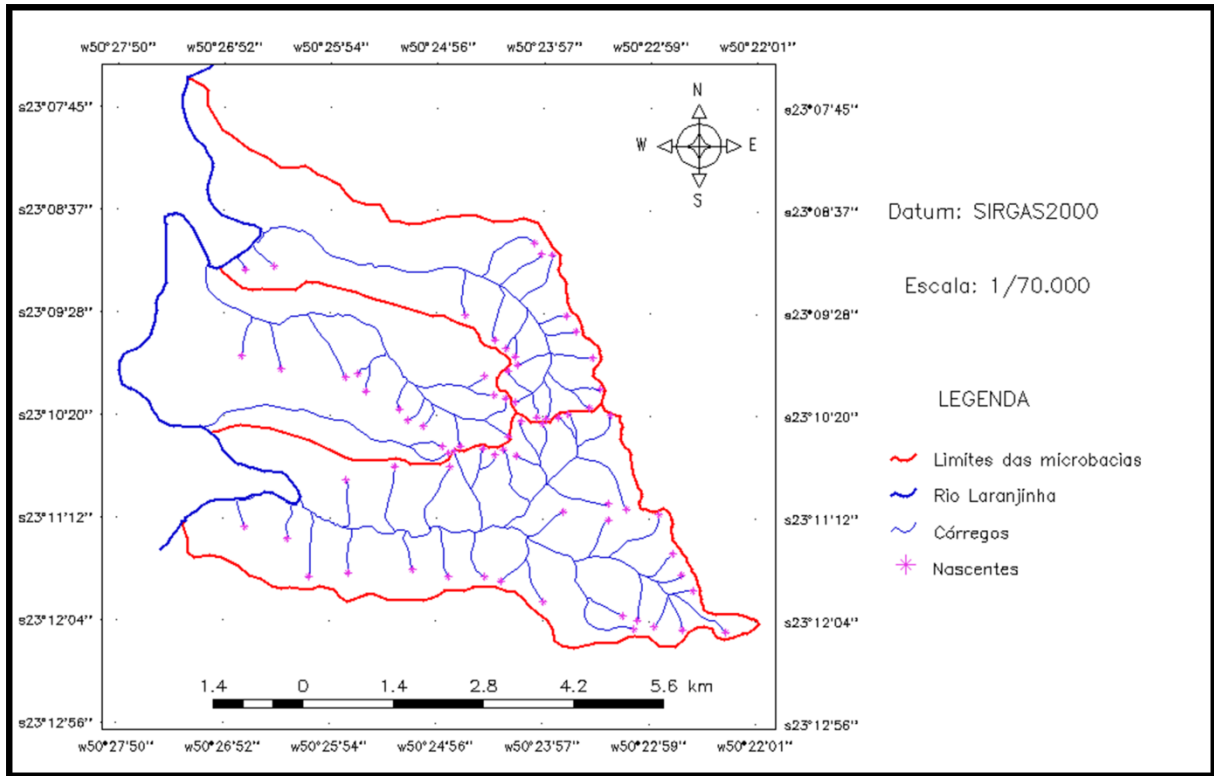 w50°27'50'' w50°26'52'' w50°25'54'' w50°24'56'' w50°23'57'' w50°22'59'' w50°22'01''
N
W E
S
s23°07'45'' s23°07'45''
s23°08'37'' s23°08'37''
s23°09'28'' s23°09'28''
s23°10'20'' s23°10'20''
s23°11'12'' s23°11'12''
s23°12'04'' s23°12'04''
s23°12'56'' s23°12'56''
1.4 0 1.4 2.8 4.2 5.6 km
w50°27'50'' w50°26'52'' w50°25'54'' w50°24'56'' w50°23'57'' w50°22'59'' w50°22'01''
Datum: SIRGAS2000
Escala: 1/70.000
LEGENDA
Limites das microbacias
Rio Laranjinha
Córregos
Nascentes